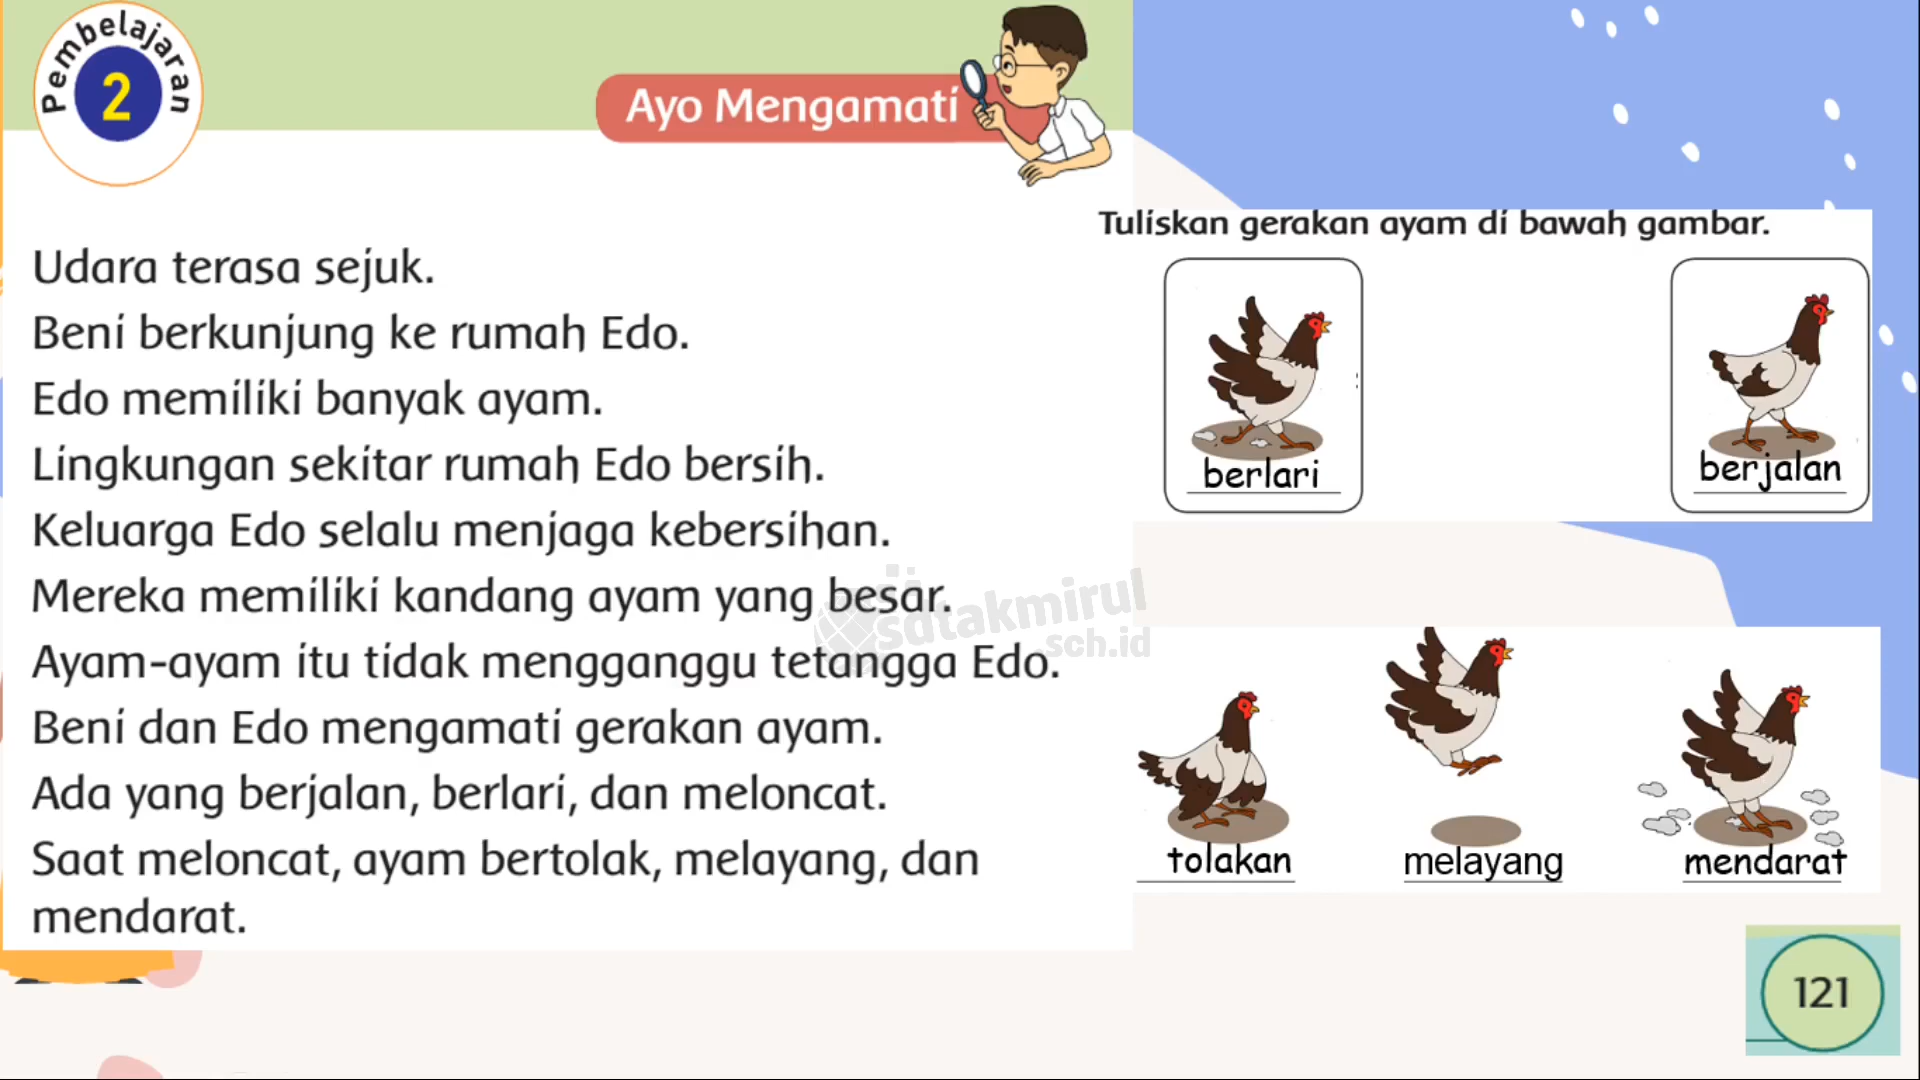 Pembelajaran
2
Ayo Mengamati
Udara terasa sejuk.
Beni berkunjung ke rumah Edo.
Edo memiliki banyak ayam.
Lingkungan sekitar rumah Edo bersih.
Keluarga Edo selalu menjaga kebersihan.
Mereka memiliki kandang ayam yang besar.
Ayam-ayam itu tidak mengganggu tetangga Edo.
Beni dan Edo mengamati gerakan ayam.
Ada yang berjalan, berlari, dan meloncat.
Saat meloncat, ayam bertolak, melayang, dan
mendarat.
sdtakmirul
.sch.id
Tuliskan gerakan ayam di bawah gambar.
berlari
berjalan
tolakan
melayang
mendarat
121